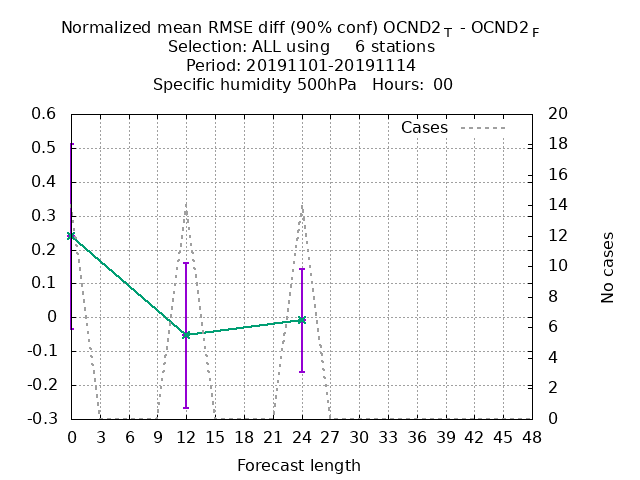 Normalized mean RMSE diff (90% conf) OCND2 T - OCND2 F
Selection: ALL using 6 stations
Period: 20191101-20191114
Specific humidity 500hPa Hours: 00
Cases
0.6
0.5
0.4
0.3
0.2
0.1
0
-0.1
-0.2
-0.3
20
18
16
14
12
10
8
6
4
2
0
No cases
0 3 6 9 12 15 18 21 24 27 30 33 36 39 42 45 48
Forecast length